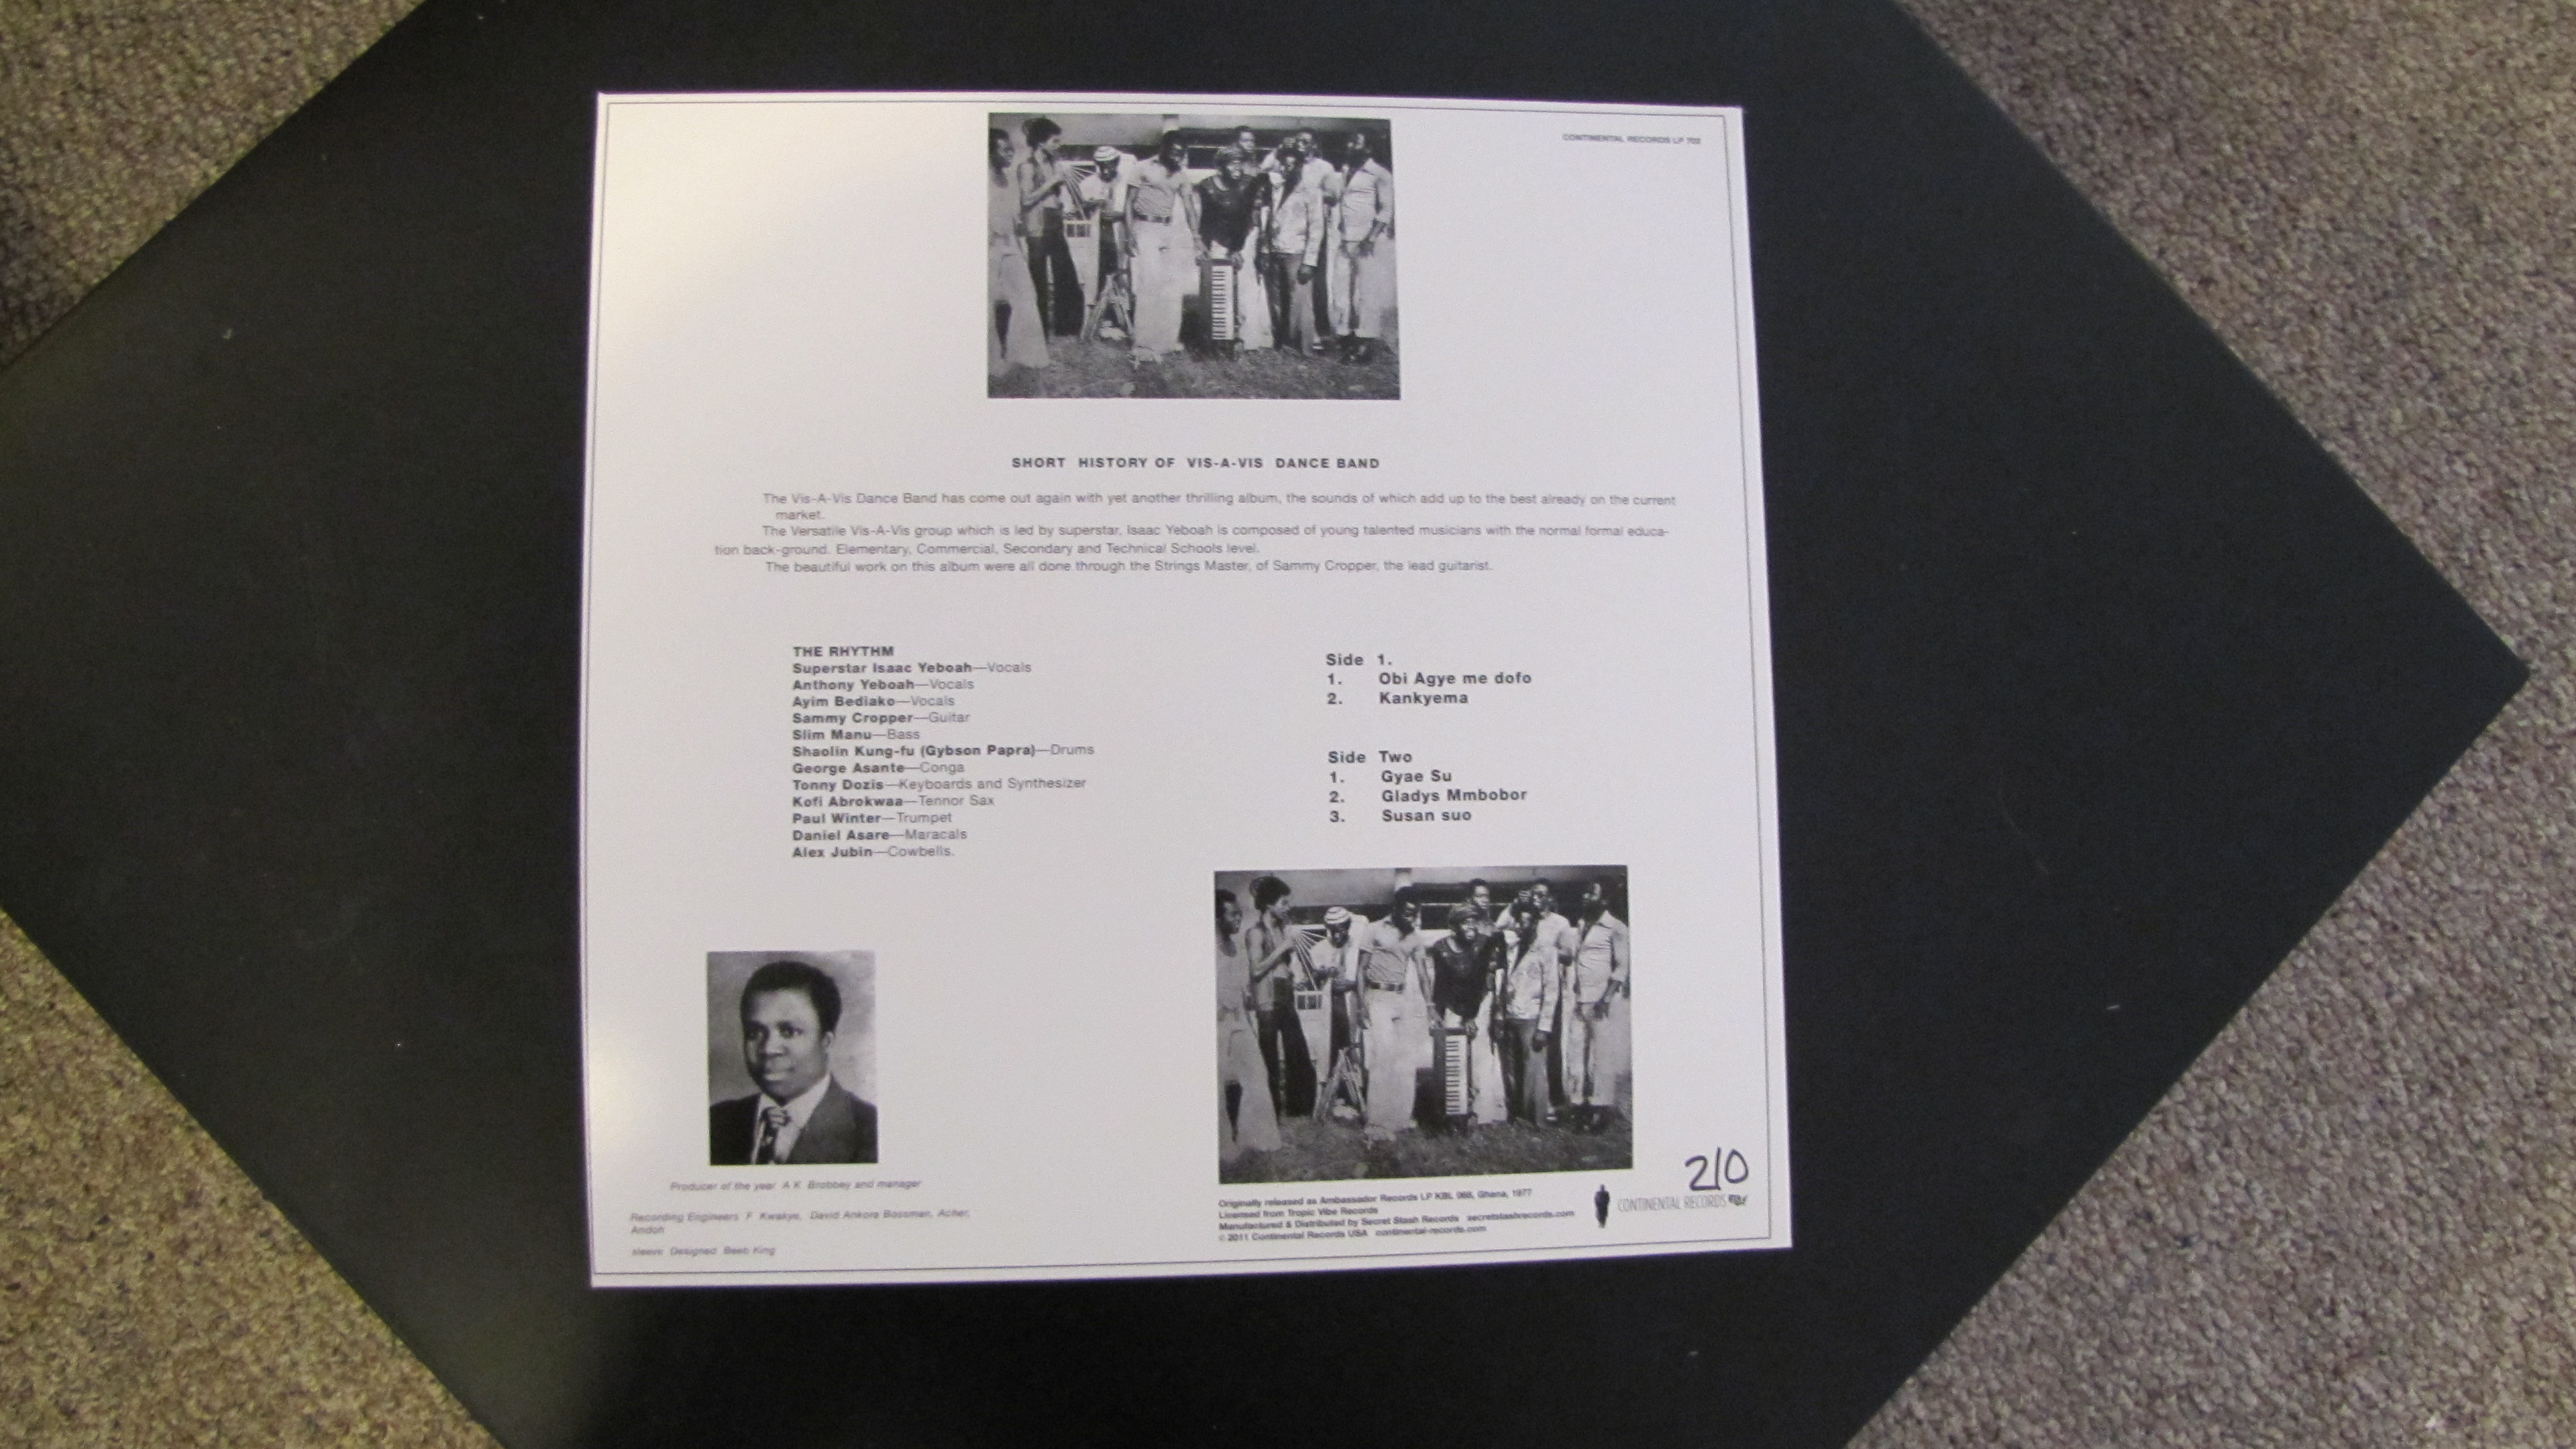 CONTINENTAL RECORDS LP 702
SHORT HISTORY OF VIS-A-VIS DANCE BAND
The Vis-A-Vis Dance Band has come out again with yet another thrilling album, the sounds of which add up to the best already on the current
market.
The Versatile Vis-A-Vis group which is led by superstar, Isaac Yeboah is composed of young talented musicians with the normal formal educa-
tion back-ground. Elementary, Commercial, Secondary and Technical Schools level.
The beautiful work on this album were all done through the Strings Master, of Sammy Cropper, the lead guitarist.
THE RHYTHM
Superstar Isaac Yeboah—Vocals
Anthony Yeboah—Vocals
Ayim Bediako—Vocals
Sammy Cropper—Guitar
Slim Manu—Bass
Shaolin Kung-fu (Gybson Papra)—Drums
George Asante—Conga
Tonny Dozis—Keyboards and Synthesizer
Kofi Abrokwaa—Tennor Sax
Paul Winter—Trumpet
Daniel Asare—Maracals
Alex Jubin—Cowbells.
Side 1.
1. Obi Agye me dofo
2. Kankyema
Side Two
1. Gyae Su
2. Gladys Mmbobor
3. Susan suo
Producer of the year A.K. Brobbey and manager
Recording Engineers F. Kwakye, David Ankora Bossman, Acher,
Andoh
sleeve Designed Beeb King
Originally released as Ambassador Records LP KBL 068, Ghana, 1977
Licensed from Tropic Vibe Records
Manufactured & Distributed by Secret Stash Records secretstashrecords.com
© 2011 Continental Records USA continental-records.com
210
CONTINENTAL RECORDS